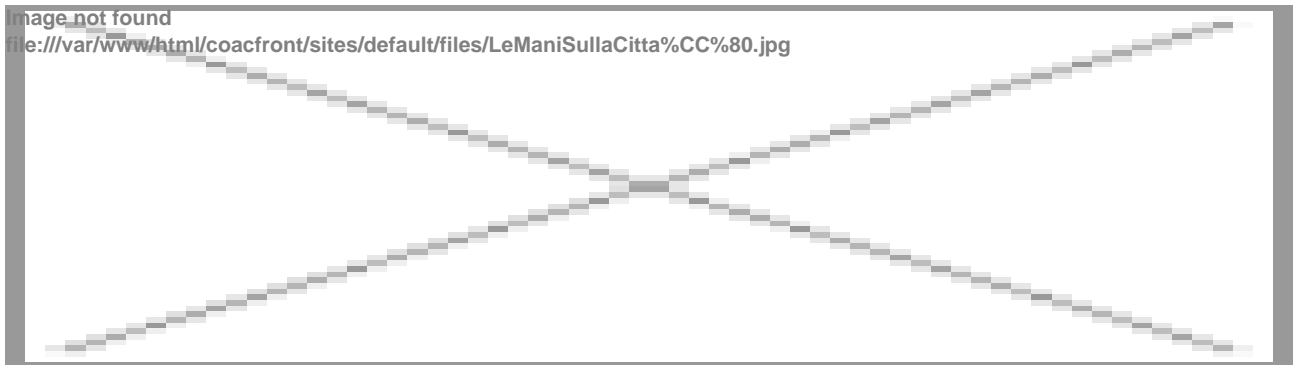 Image not found
file:///var/www/html/coacfront/sites/default/files/LeManiSullaCitta%CC%80.jpg